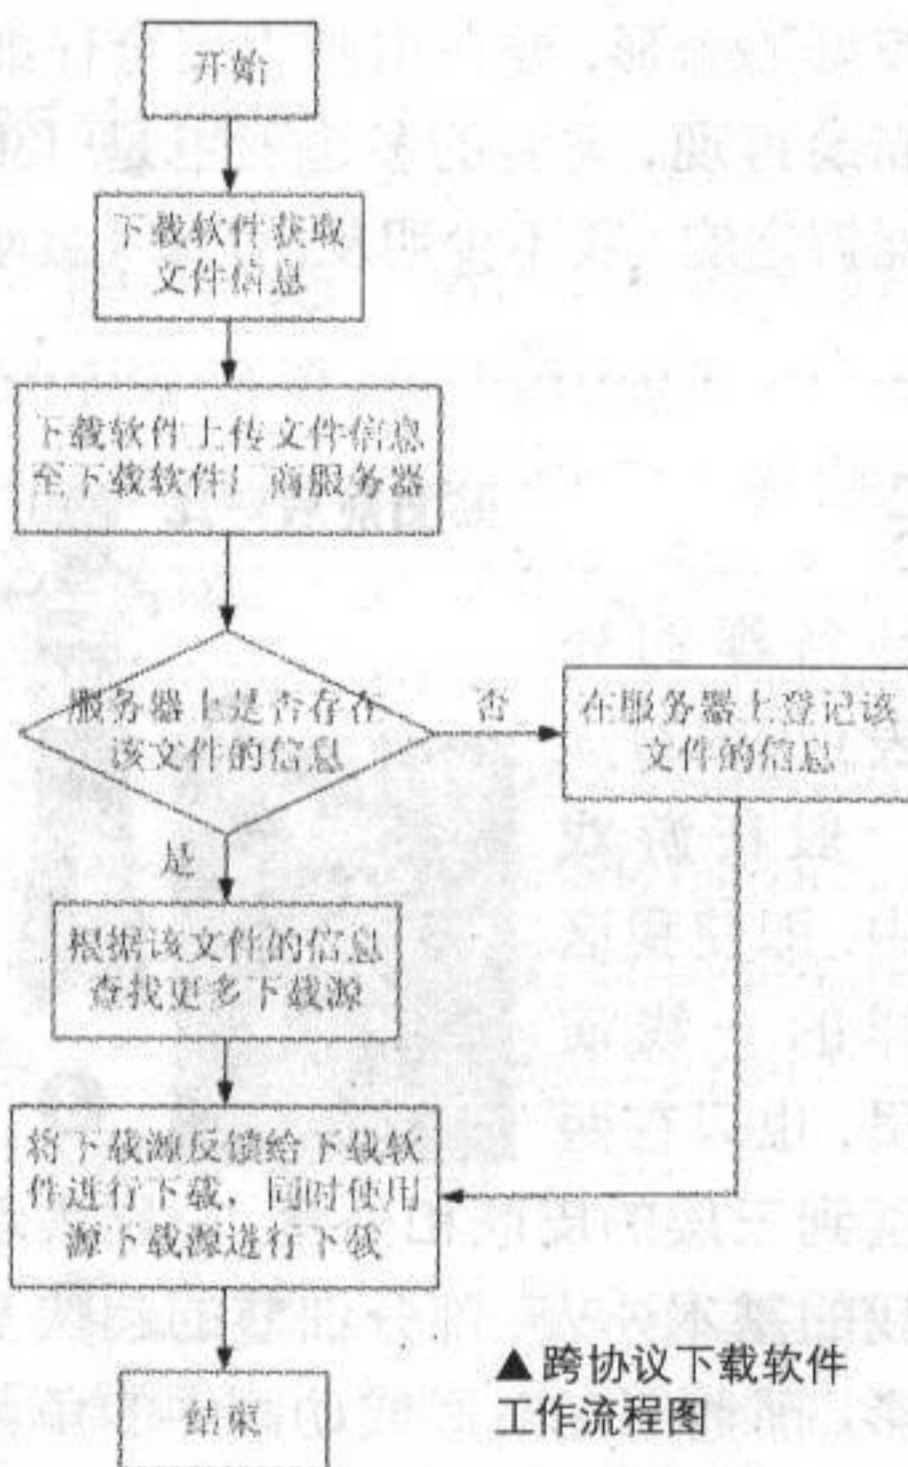 开始
下载软件获取
文件信息
下载软件上传文件信息
至下载软件厂商服务器
服务器上是否存在
该文件的信息
否
在服务器上登记该
文件的信息
是
根据该文件的信息
查找更多下载源
将下载源反馈给下载软
件进行下载，同时使用
源下载源进行下载
结束
▲跨协议下载软件
工作流程图